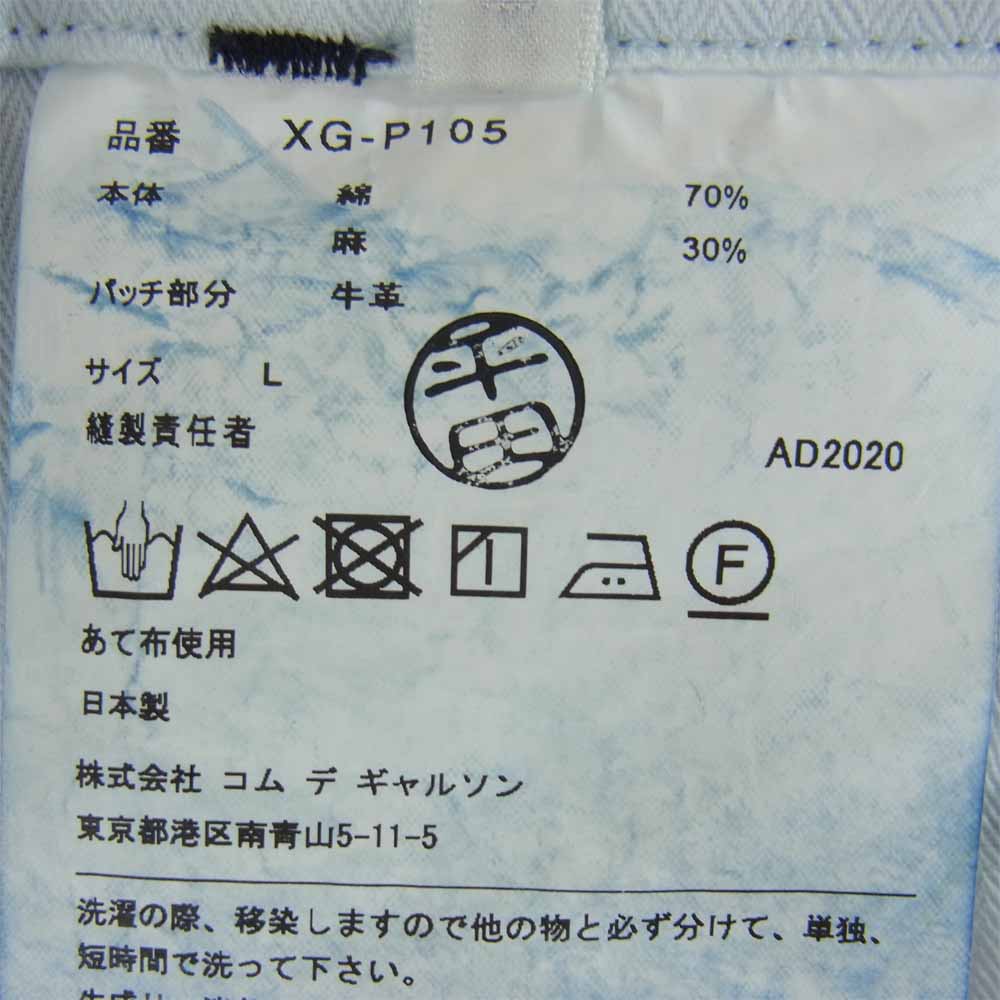 品番 XG-P105
本体 綿 70%
麻 30%
パッチ部分 牛革
サイズ L
縫製責任者 平田
AD2020
F
あて布使用
日本製
株式会社 コム デ ギャルソン
東京都港区南青山5-11-5
洗濯の際、移染しますので他の物と必ず分けて、単独、
短時間で洗って下さい。